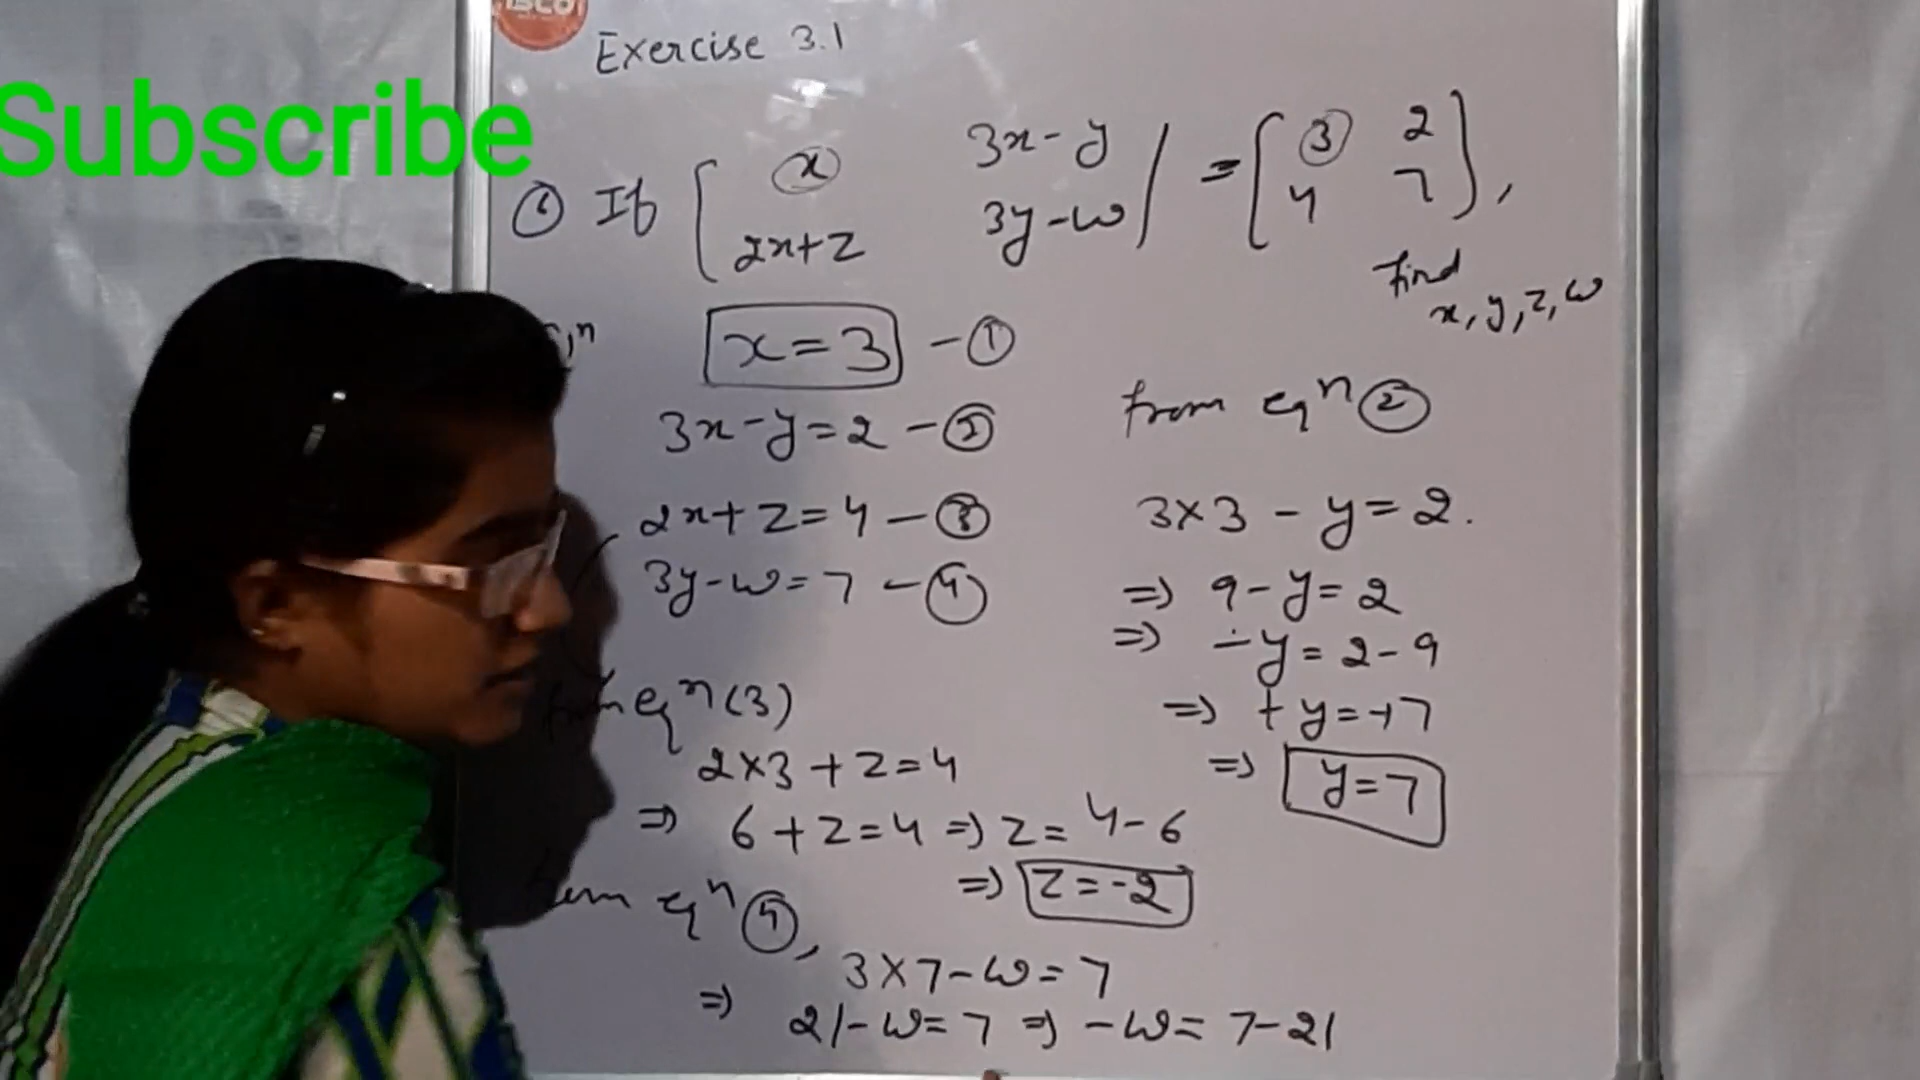 Exercise 3.1
Subscribe
If [ x 3x-y
2x+z 3y-w ] = [ 3 2
4 7 ],
find
x, y, z, w
x=3 - ①
3x-y=2 - ②
2x+z=4 - ③
3y-w=7 - ④
eqⁿ(3)
2×3+z=4
⇒ 6+z=4 ⇒ z= 4-6
⇒ z=-2
eqⁿ ④,
3×7-w=7
⇒ 21-w=7 ⇒ -w= 7-21
from eqⁿ ②
3×3 - y=2.
⇒ 9-y=2
⇒ -y=2-9
⇒ +y=+7
⇒ y=7